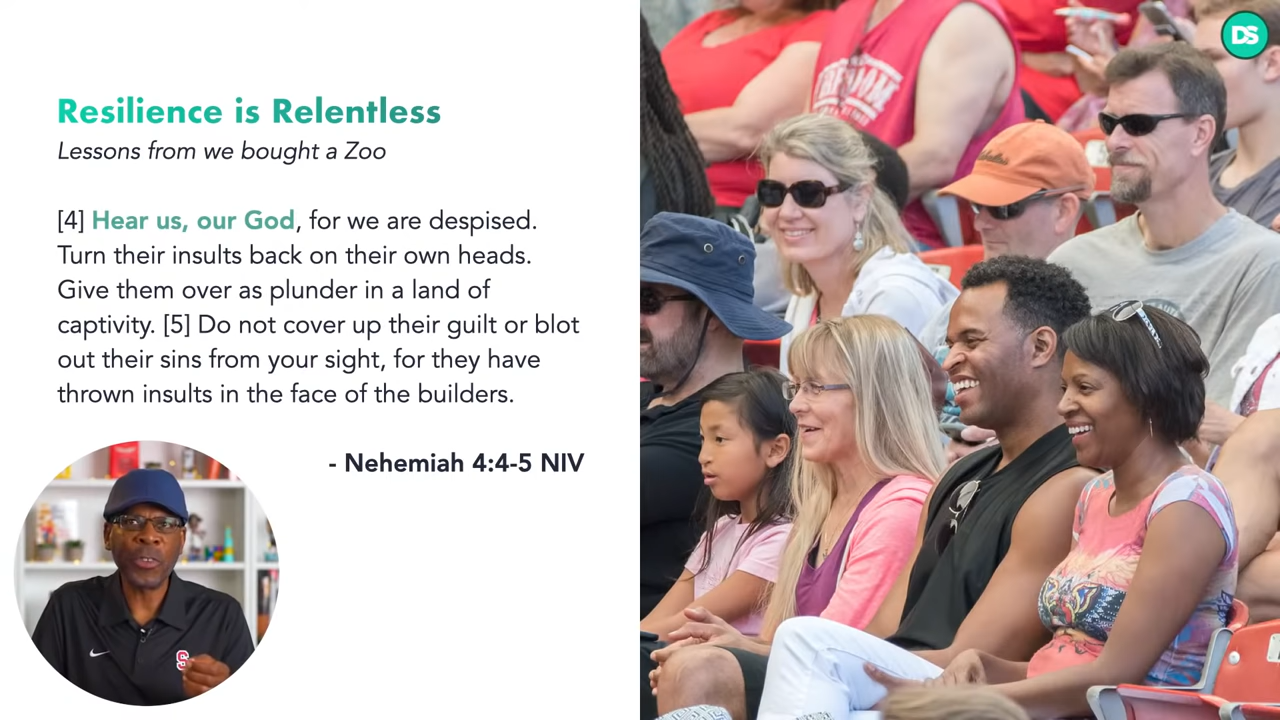 Resilience is Relentless
Lessons from we bought a Zoo
[4] Hear us, our God, for we are despised.
Turn their insults back on their own heads.
Give them over as plunder in a land of
captivity. [5] Do not cover up their guilt or blot
out their sins from your sight, for they have
thrown insults in the face of the builders.
- Nehemiah 4:4-5 NIV
DS
S